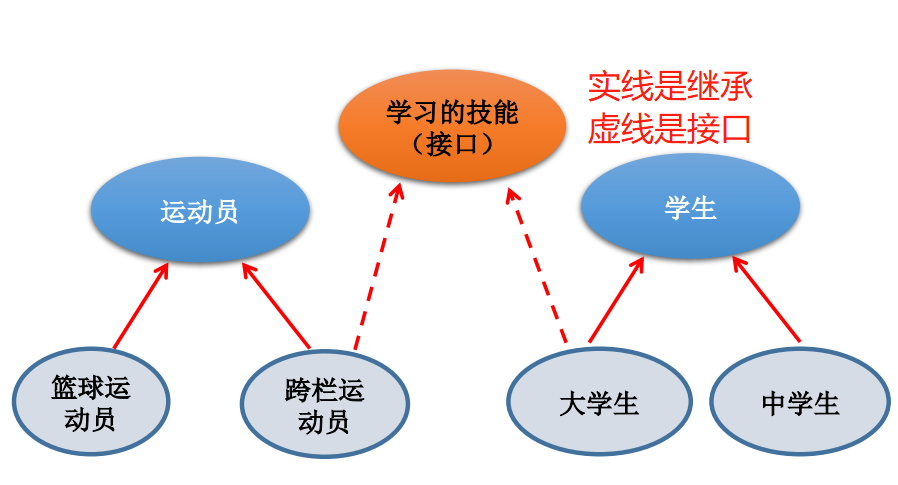 实线是继承
虚线是接口
学习的技能
（接口）
运动员
学生
篮球运
动员
跨栏运
动员
大学生
中学生